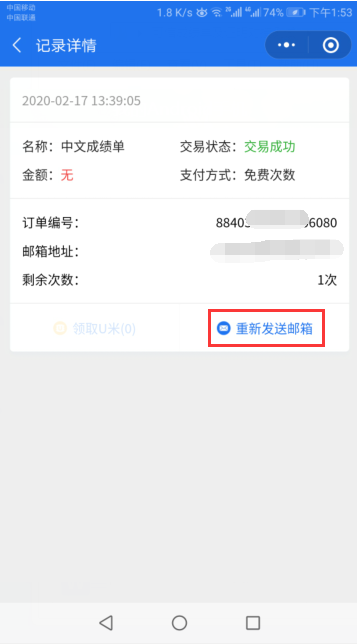 中国移动
中国联通
1.8 K/s 2G 4G 74% 下午1:53
记录详情
2020-02-17 13:39:05
名称：中文成绩单 交易状态：交易成功
金额：无 支付方式：免费次数
订单编号： 8840 6080
邮箱地址：
剩余次数： 1次
领取U米(0) 重新发送邮箱